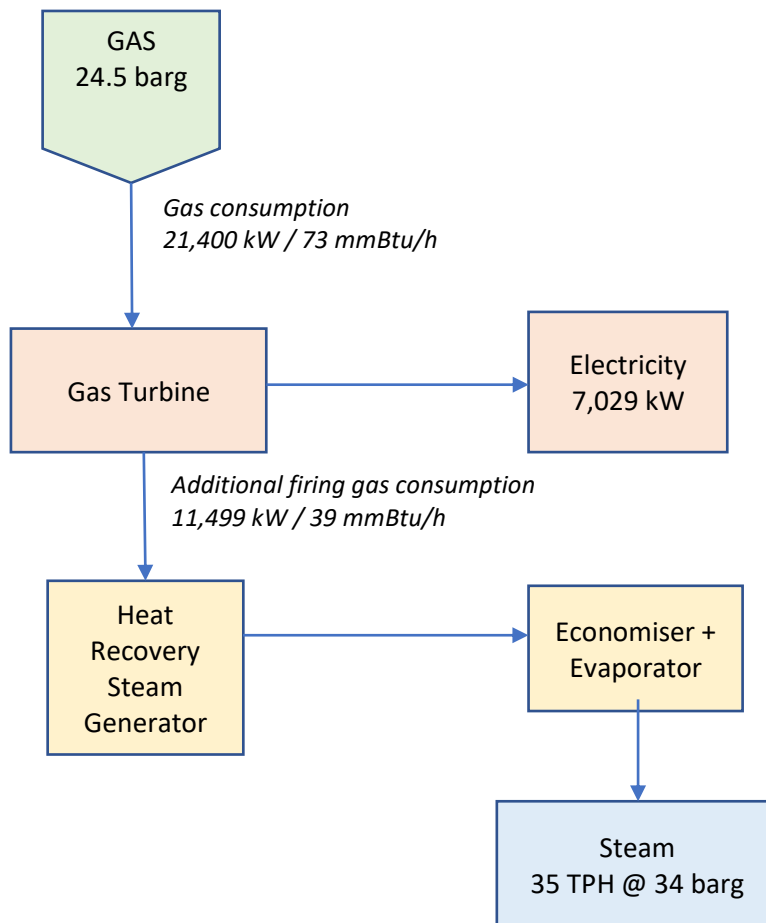 GAS
24.5 barg
Gas consumption
21,400 kW / 73 mmBtu/h
Gas Turbine
Electricity
7,029 kW
Additional firing gas consumption
11,499 kW / 39 mmBtu/h
Heat
Recovery
Steam
Generator
Economiser +
Evaporator
Steam
35 TPH @ 34 barg